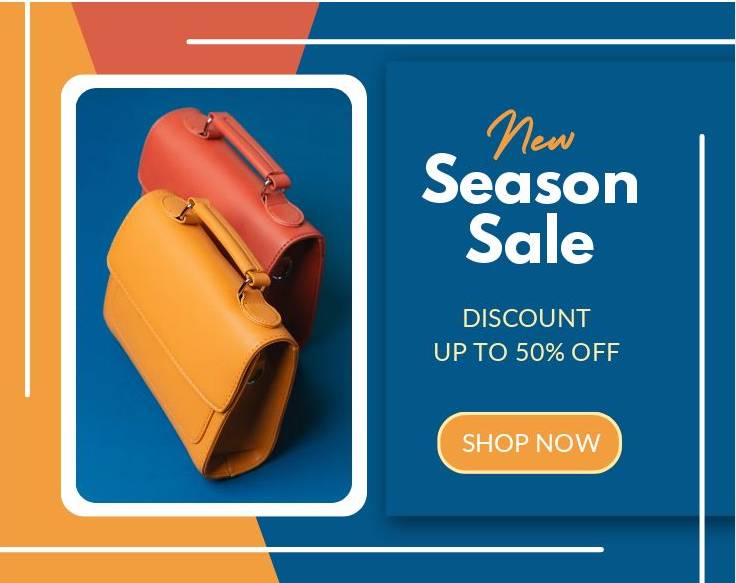 New
Season
Sale
DISCOUNT
UP TO 50% OFF
SHOP NOW